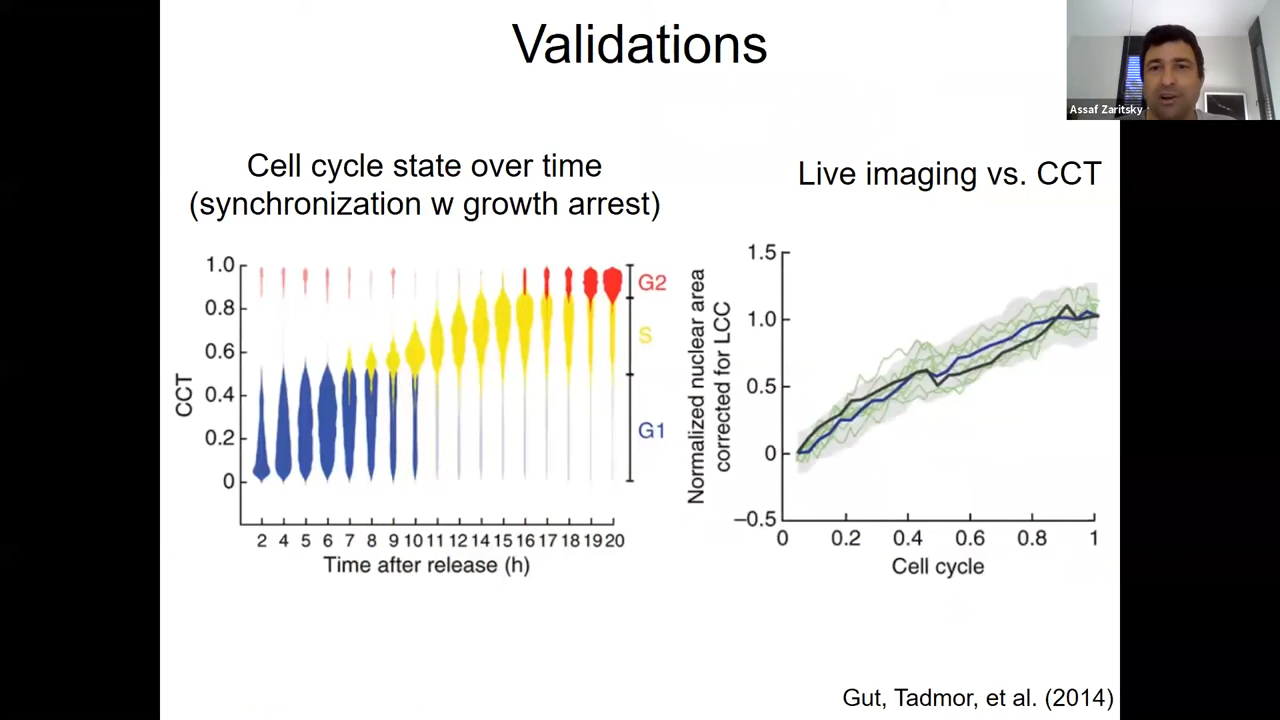 Validations
Assaf Zaritsky
Cell cycle state over time
(synchronization w growth arrest)
Live imaging vs. CCT
CCT
1.0
0.8
0.6
0.4
0.2
0
G2
S
G1
2 4 5 6 7 8 9 10 11 12 14 15 16 17 18 19 20
Time after release (h)
Normalized nuclear area
corrected for LCC
1.5
1.0
0.5
0
–0.5
0 0.2 0.4 0.6 0.8 1
Cell cycle
Gut, Tadmor, et al. (2014)